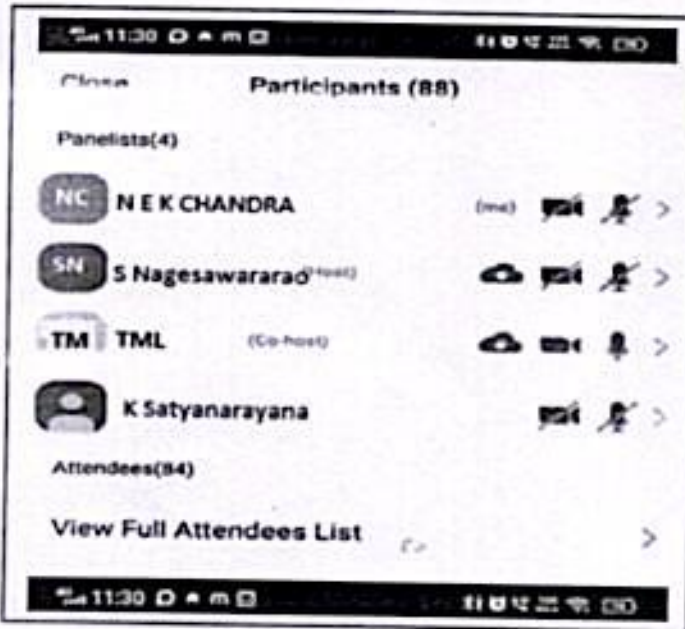 11:30
Close Participants (88)
Panelists(4)
NC N E K CHANDRA (me)
SN S Nagesawararao (Host)
TM TML (Co-host)
K Satyanarayana
Attendees(84)
View Full Attendees List
11:30